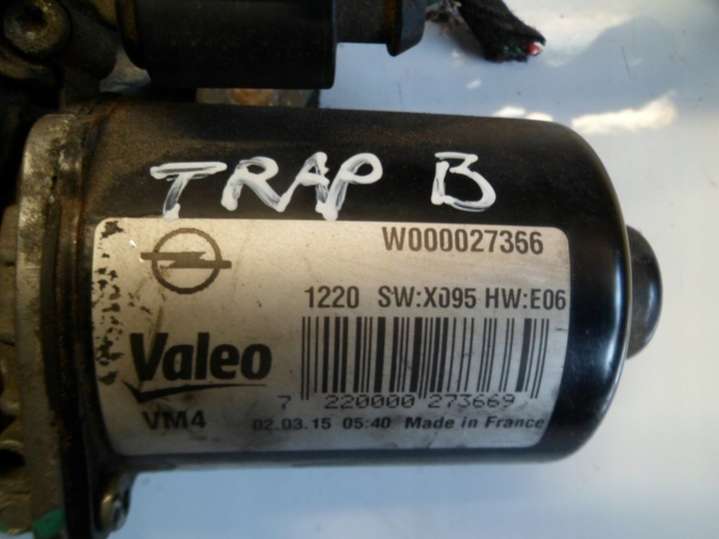 TRAP B
W000027366
1220 SW:X095 HW:E06
Valeo
7 220000 273669
VM4 02.03.15 05:40 Made in France